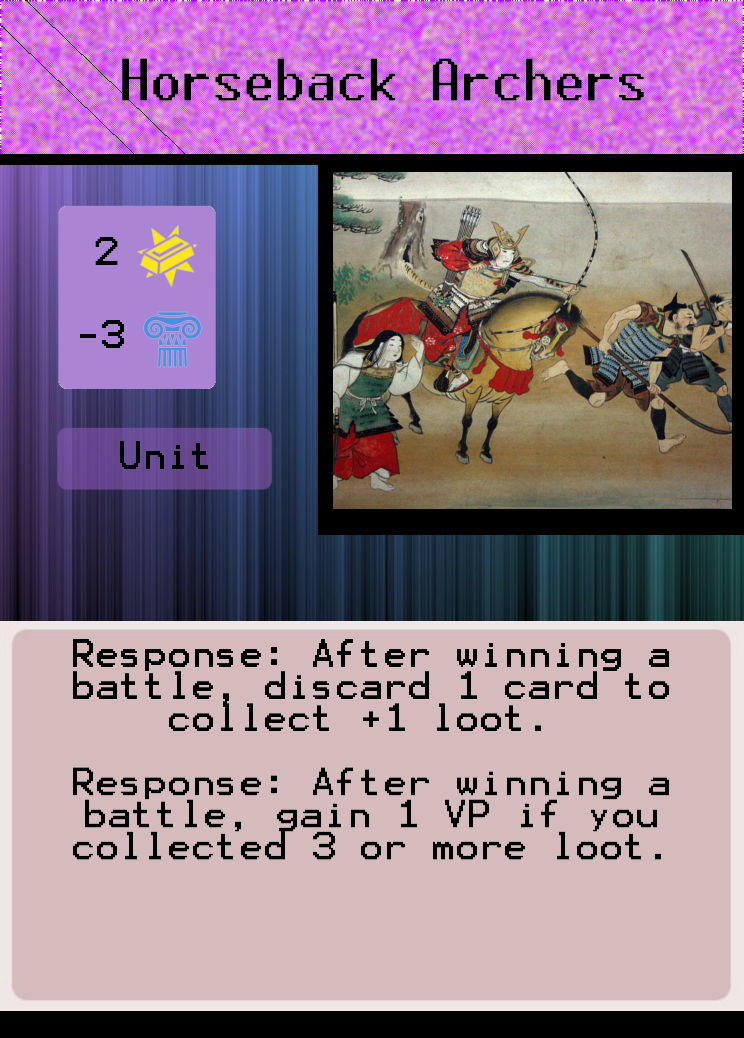 Horseback Archers
2
-3
Unit
Response: After winning a
battle, discard 1 card to
collect +1 loot.
Response: After winning a
battle, gain 1 VP if you
collected 3 or more loot.